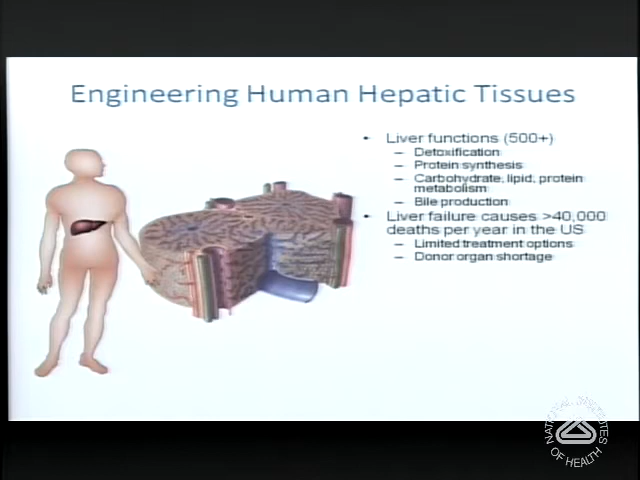 Engineering Human Hepatic Tissues
• Liver functions (500+)
– Detoxification
– Protein synthesis
– Carbohydrate, lipid, protein
metabolism
– Bile production
• Liver failure causes >40,000
deaths per year in the US
– Limited treatment options
– Donor organ shortage
NATIONAL INSTITUTES
OF HEALTH